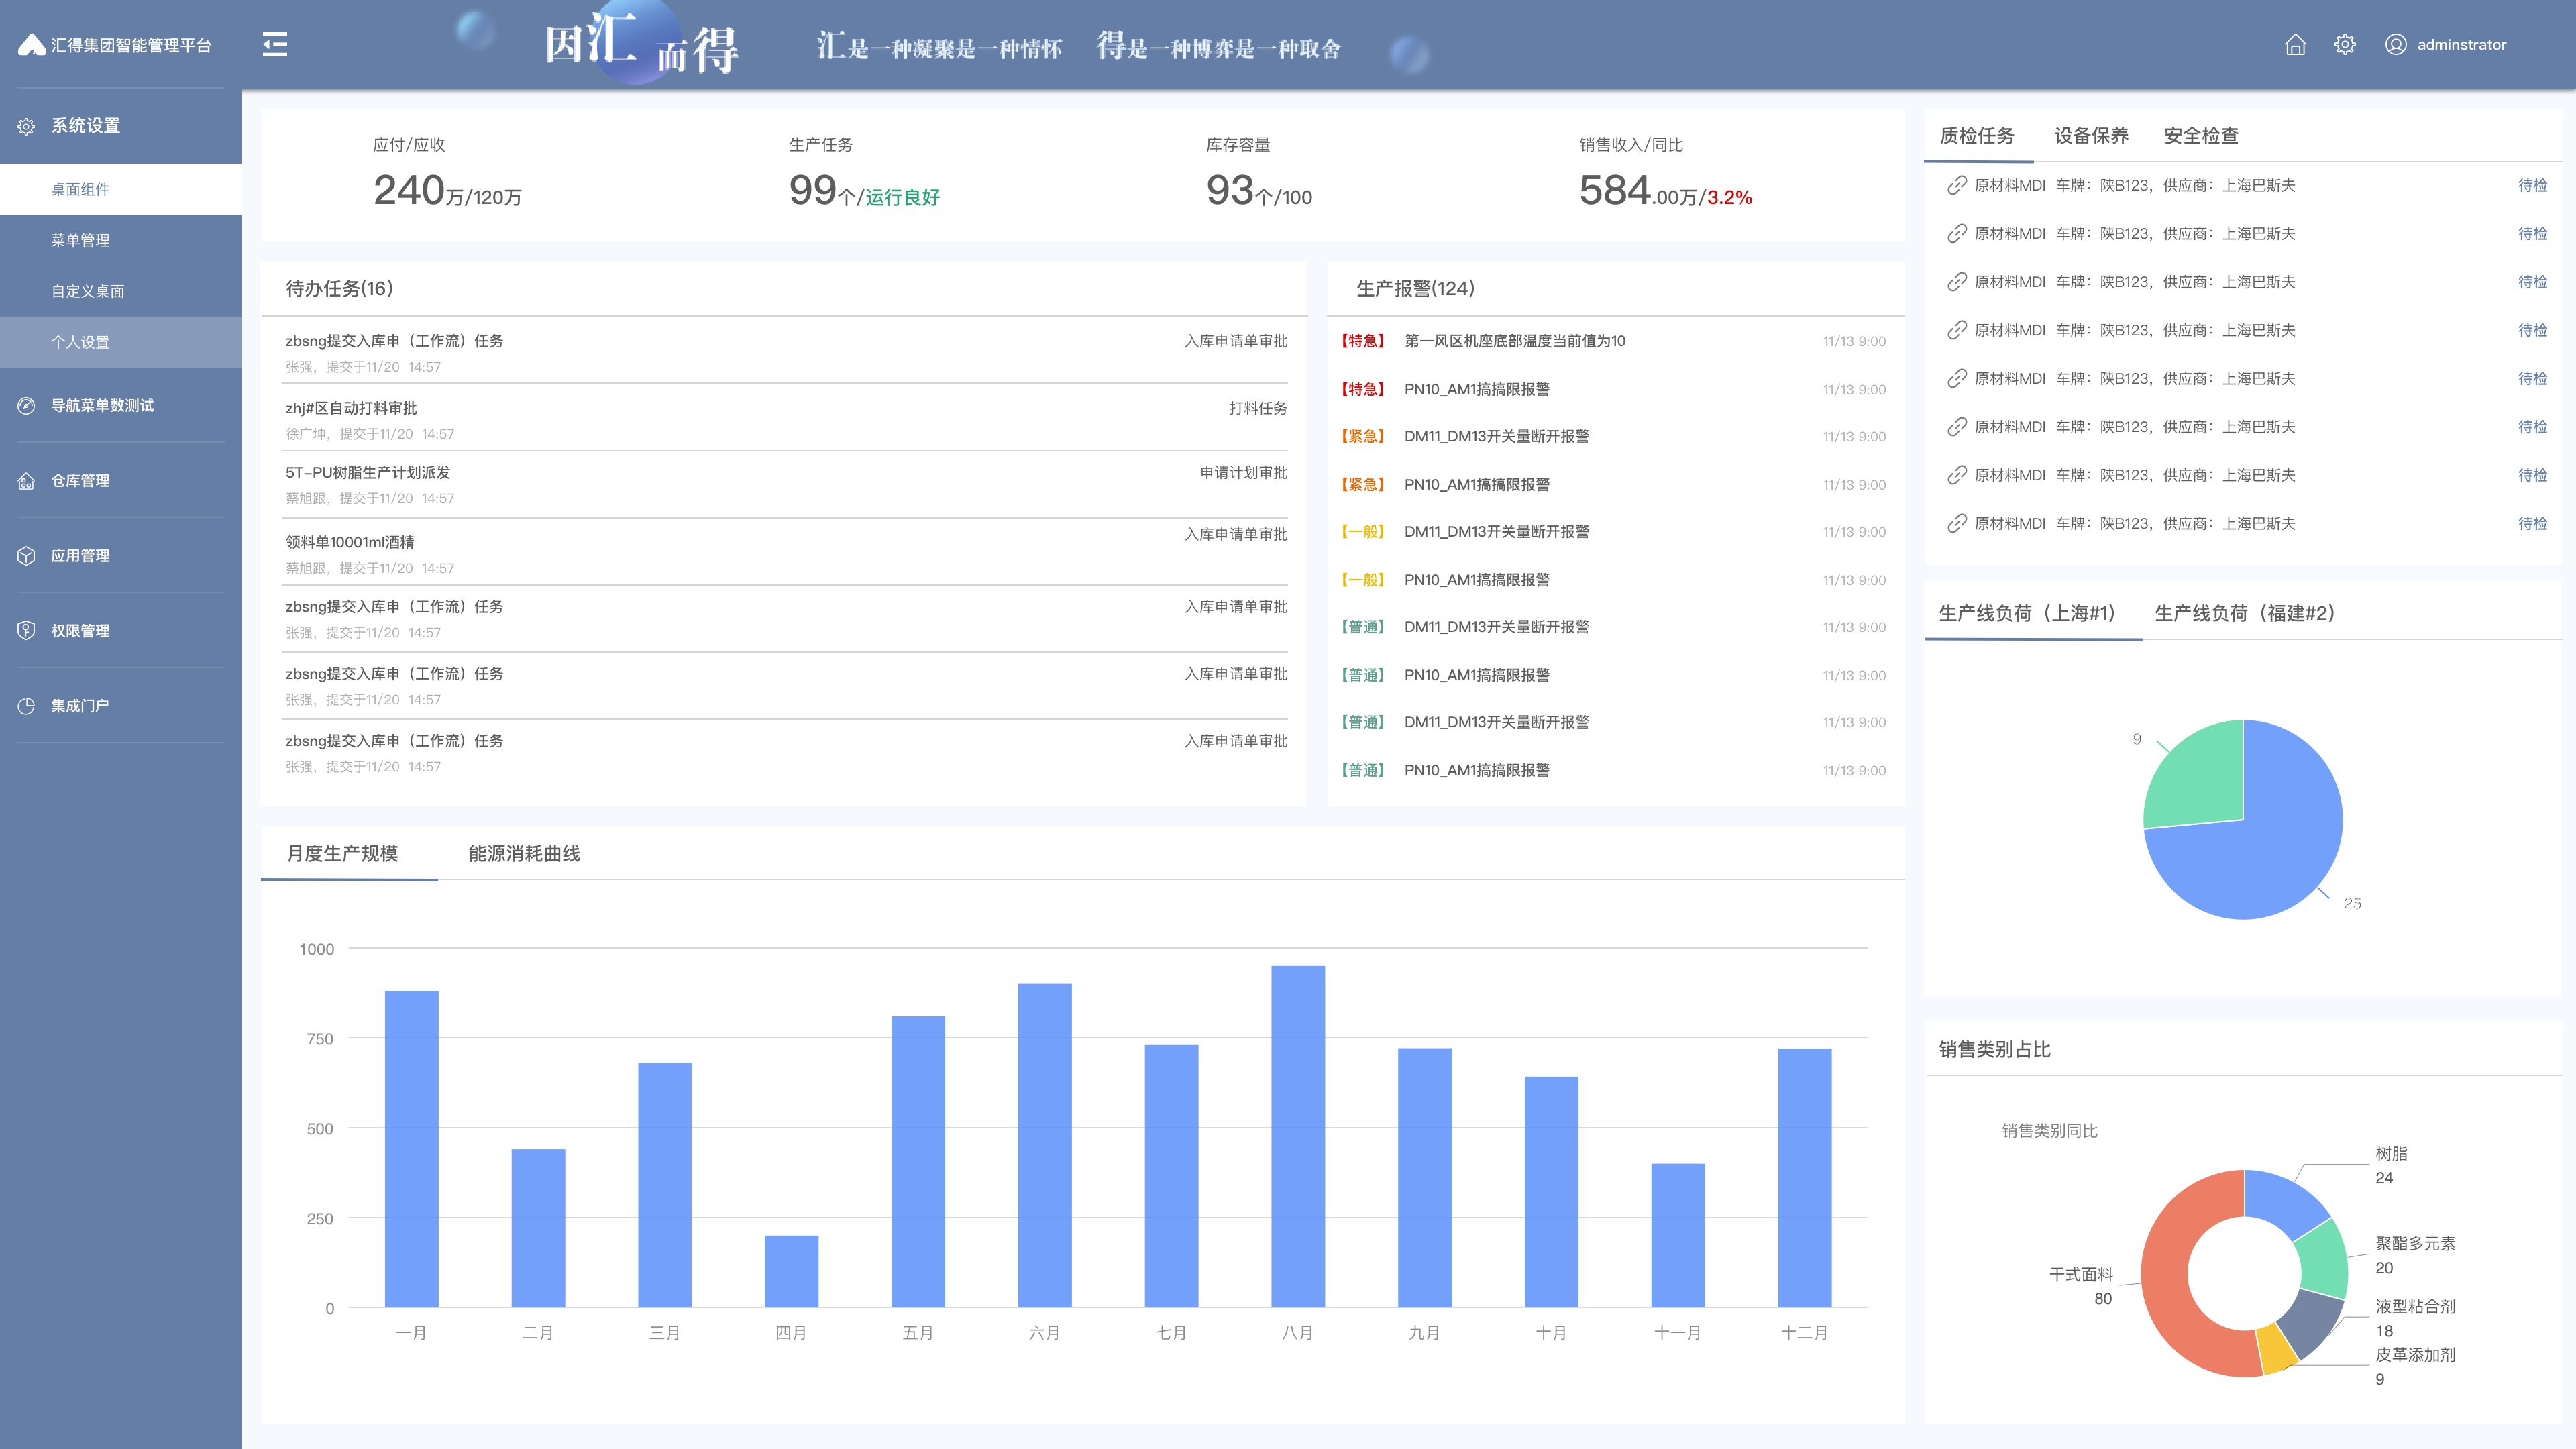 汇得集团智能管理平台
因汇而得
汇是一种凝聚是一种情怀 得是一种博弈是一种取舍
adminstrator
系统设置
桌面组件
菜单管理
自定义桌面
个人设置
导航菜单数测试
仓库管理
应用管理
权限管理
集成门户
应付/应收
240万/120万
生产任务
99个/运行良好
库存容量
93个/100
销售收入/同比
584.00万/3.2%
待办任务(16)
zbsng提交入库申（工作流）任务 入库申请单审批
张强，提交于11/20 14:57
zhj#区自动打料审批 打料任务
徐广坤，提交于11/20 14:57
5T-PU树脂生产计划派发 申请计划审批
蔡旭跟，提交于11/20 14:57
领料单10001ml酒精 入库申请单审批
蔡旭跟，提交于11/20 14:57
zbsng提交入库申（工作流）任务 入库申请单审批
张强，提交于11/20 14:57
zbsng提交入库申（工作流）任务 入库申请单审批
张强，提交于11/20 14:57
zbsng提交入库申（工作流）任务 入库申请单审批
张强，提交于11/20 14:57
生产报警(124)
【特急】 第一风区机座底部温度当前值为10 11/13 9:00
【特急】 PN10_AM1搞搞限报警 11/13 9:00
【紧急】 DM11_DM13开关量断开报警 11/13 9:00
【紧急】 PN10_AM1搞搞限报警 11/13 9:00
【一般】 DM11_DM13开关量断开报警 11/13 9:00
【一般】 PN10_AM1搞搞限报警 11/13 9:00
【普通】 DM11_DM13开关量断开报警 11/13 9:00
【普通】 PN10_AM1搞搞限报警 11/13 9:00
【普通】 DM11_DM13开关量断开报警 11/13 9:00
【普通】 PN10_AM1搞搞限报警 11/13 9:00
月度生产规模 能源消耗曲线
1000
750
500
250
0
一月 二月 三月 四月 五月 六月 七月 八月 九月 十月 十一月 十二月
质检任务 设备保养 安全检查
原材料MDI 车牌：陕B123，供应商：上海巴斯夫 待检
原材料MDI 车牌：陕B123，供应商：上海巴斯夫 待检
原材料MDI 车牌：陕B123，供应商：上海巴斯夫 待检
原材料MDI 车牌：陕B123，供应商：上海巴斯夫 待检
原材料MDI 车牌：陕B123，供应商：上海巴斯夫 待检
原材料MDI 车牌：陕B123，供应商：上海巴斯夫 待检
原材料MDI 车牌：陕B123，供应商：上海巴斯夫 待检
原材料MDI 车牌：陕B123，供应商：上海巴斯夫 待检
生产线负荷（上海#1） 生产线负荷（福建#2）
9
25
销售类别占比
销售类别同比
树脂
24
聚酯多元素
20
干式面料
80
液型粘合剂
18
皮革添加剂
9